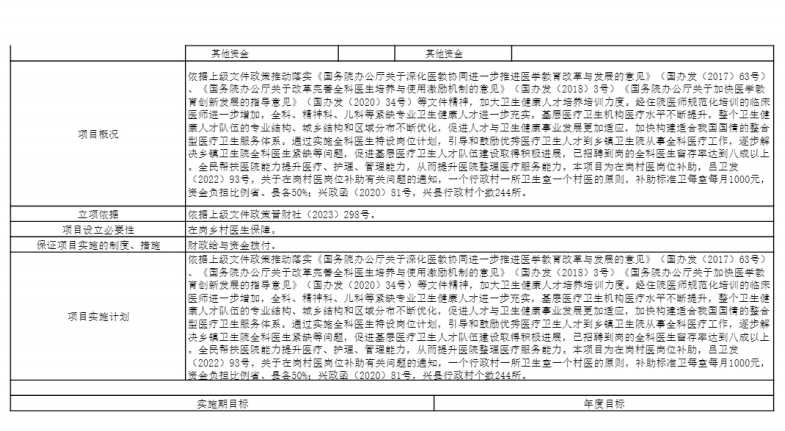 其他资金 其他资金
依据上级文件政策推动落实《国务院办公厅关于深化医教协同进一步推进医学教育改革与发展的意见》（国办发（2017）63号）
、《国务院办公厅关于改革完善全科医生培养与使用激励机制的意见》（国办发（2018）3号）《国务院办公厅关于加快医学教
育创新发展的指导意见》（国办发（2020）34号）等文件精神，加大卫生健康人才培养培训力度。经住院医师规范化培训的临床
医师进一步增加，全科、精神科、儿科等紧缺专业卫生健康人才进一步充实，基层医疗卫生机构医疗水平不断提升，整个卫生健
康人才队伍的专业结构、城乡结构和区域分布不断优化，促进人才与卫生健康事业发展更加适应，加快构建适合我国国情的整合
项目概况
型医疗卫生服务体系。通过实施全科医生特设岗位计划，引导和鼓励优秀医疗卫生人才到乡镇卫生院从事全科医疗工作，逐步解
决乡镇卫生院全科医生紧缺等问题，促进基层医疗卫生人才队伍建设取得积极进展，已招聘到岗的全科医生留存率达到八成以上
。全民帮扶医院能力提升医疗、护理、管理能力，从而提升医院整理医疗服务能力。本项目为在岗村医岗位补助，吕卫发
（2022）93号，关于在岗村医岗位补助有关问题的通知，一个行政村一所卫生室一个村医的原则，补助标准卫每室每月1000元，
资金负担比例省、县各50%；兴政函（2020）81号，兴县行政村个数244所。
立项依据 依据上级文件政策晋财社（2023）298号。
项目设立必要性 在岗乡村医生保障。
保证项目实施的制度、措施 财政给与资金拨付。
依据上级文件政策推动落实《国务院办公厅关于深化医教协同进一步推进医学教育改革与发展的意见》（国办发（2017）63号）
、《国务院办公厅关于改革完善全科医生培养与使用激励机制的意见》（国办发（2018）3号）《国务院办公厅关于加快医学教
育创新发展的指导意见》（国办发（2020）34号）等文件精神，加大卫生健康人才培养培训力度。经住院医师规范化培训的临床
医师进一步增加，全科、精神科、儿科等紧缺专业卫生健康人才进一步充实，基层医疗卫生机构医疗水平不断提升，整个卫生健
康人才队伍的专业结构、城乡结构和区域分布不断优化，促进人才与卫生健康事业发展更加适应，加快构建适合我国国情的整合
项目实施计划
型医疗卫生服务体系。通过实施全科医生特设岗位计划，引导和鼓励优秀医疗卫生人才到乡镇卫生院从事全科医疗工作，逐步解
决乡镇卫生院全科医生紧缺等问题，促进基层医疗卫生人才队伍建设取得积极进展，已招聘到岗的全科医生留存率达到八成以上
。全民帮扶医院能力提升医疗、护理、管理能力，从而提升医院整理医疗服务能力。本项目为在岗村医岗位补助，吕卫发
（2022）93号，关于在岗村医岗位补助有关问题的通知，一个行政村一所卫生室一个村医的原则，补助标准卫每室每月1000元，
资金负担比例省、县各50%；兴政函（2020）81号，兴县行政村个数244所。
实施期目标 年度目标